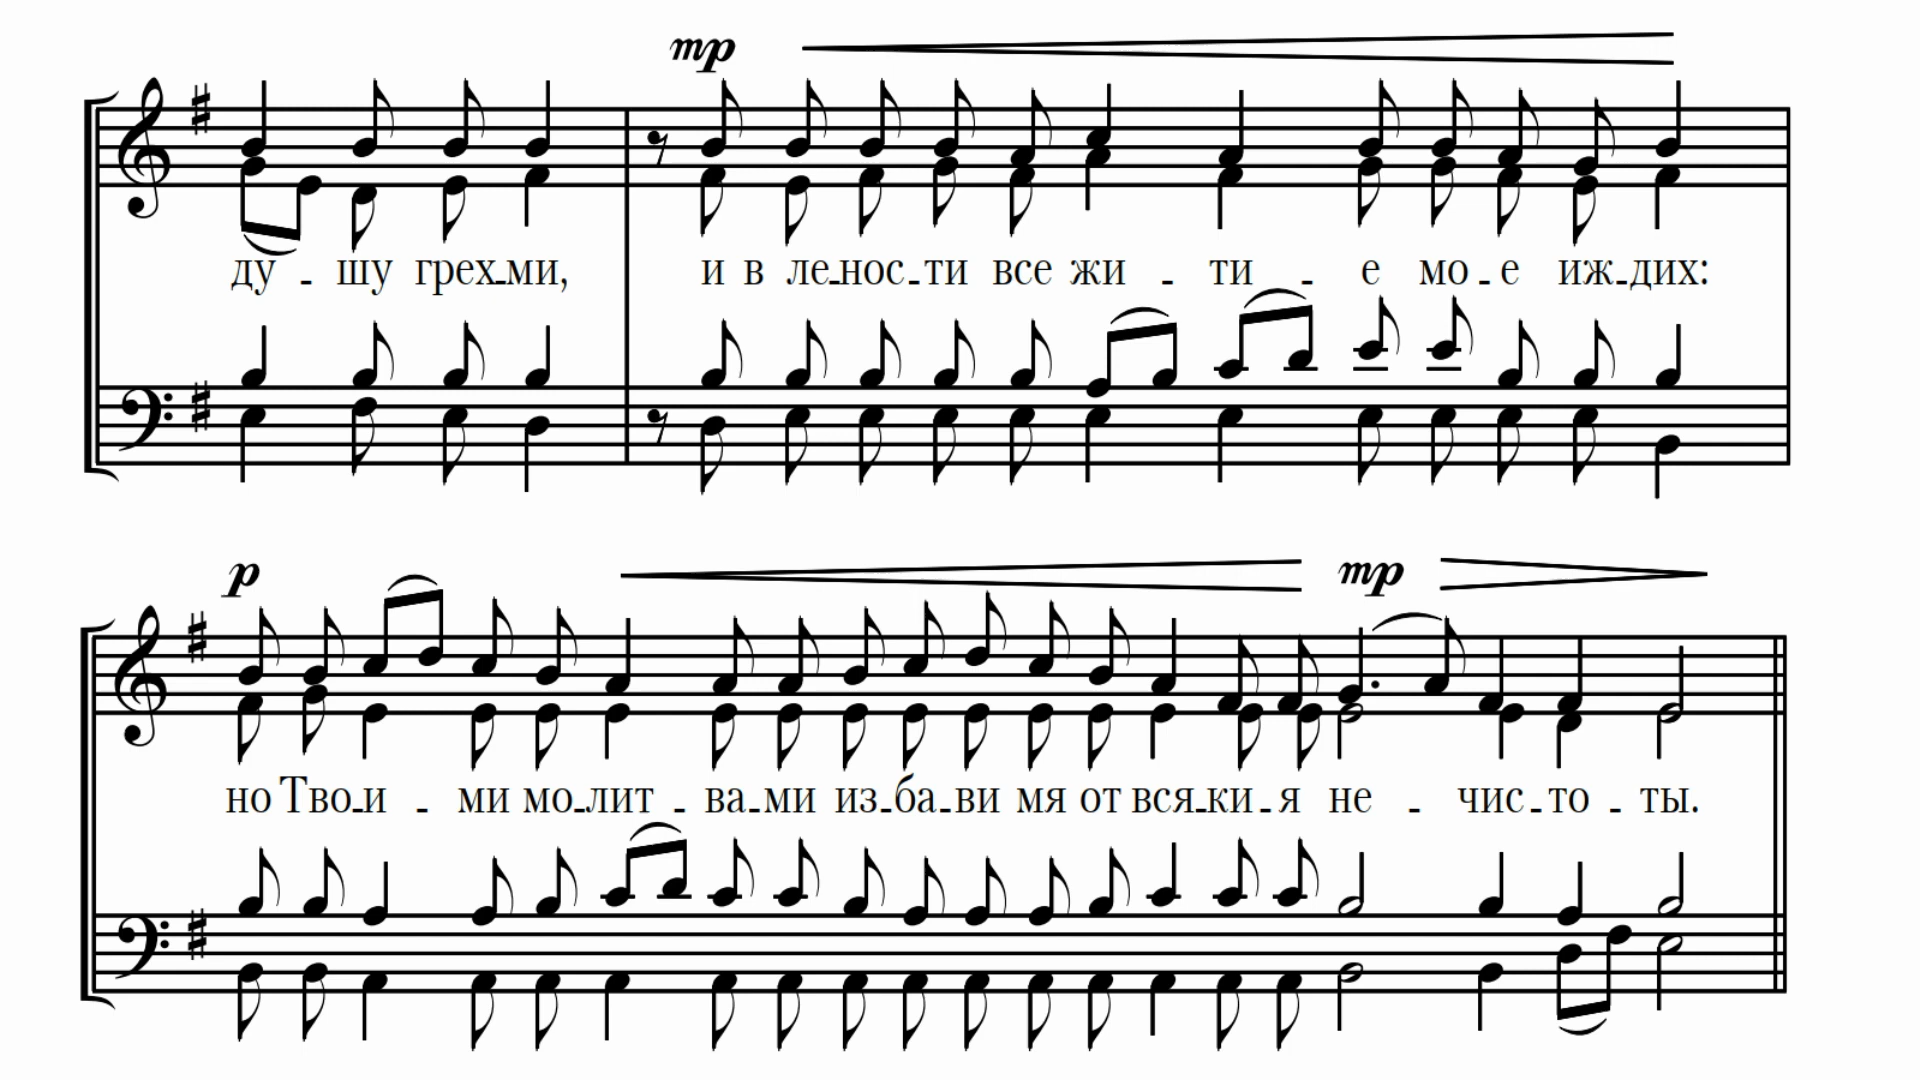 mp
ду - шу грех-ми, и в ле-нос-ти все жи - ти - е мо-е иж-дих:
p mp
но Тво-и - ми мо-лит - ва-ми из-ба-ви мя от вся-ки-я не - чис-то - ты.